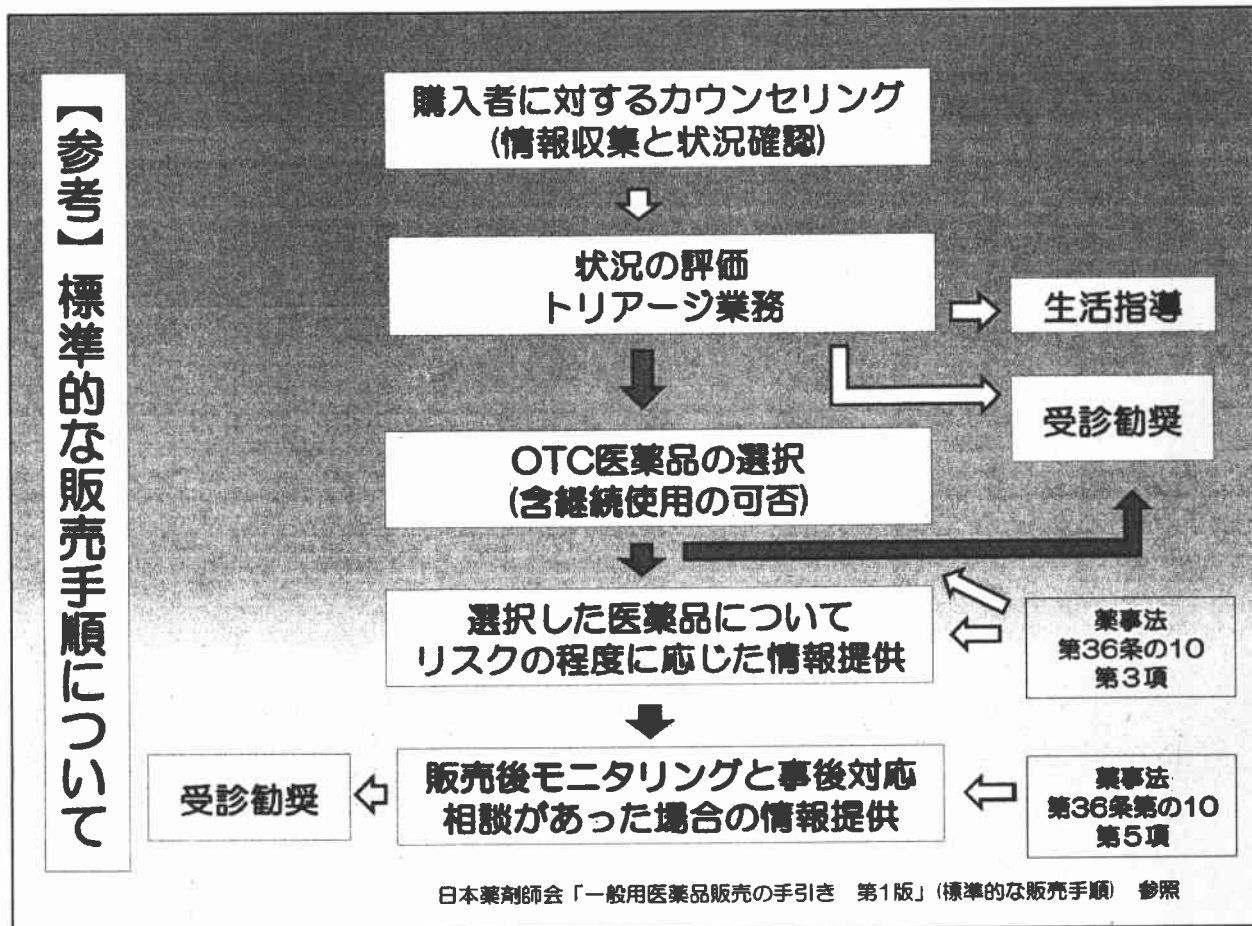 【参考】標準的な販売手順について
購入者に対するカウンセリング
(情報収集と状況確認)
状況の評価
トリアージ業務
生活指導
受診勧奨
OTC医薬品の選択
(含継続使用の可否)
選択した医薬品について
リスクの程度に応じた情報提供
薬事法
第36条の10
第3項
販売後モニタリングと事後対応
相談があった場合の情報提供
受診勧奨
薬事法
第36条第の10
第5項
日本薬剤師会「一般用医薬品販売の手引き 第1版」(標準的な販売手順) 参照